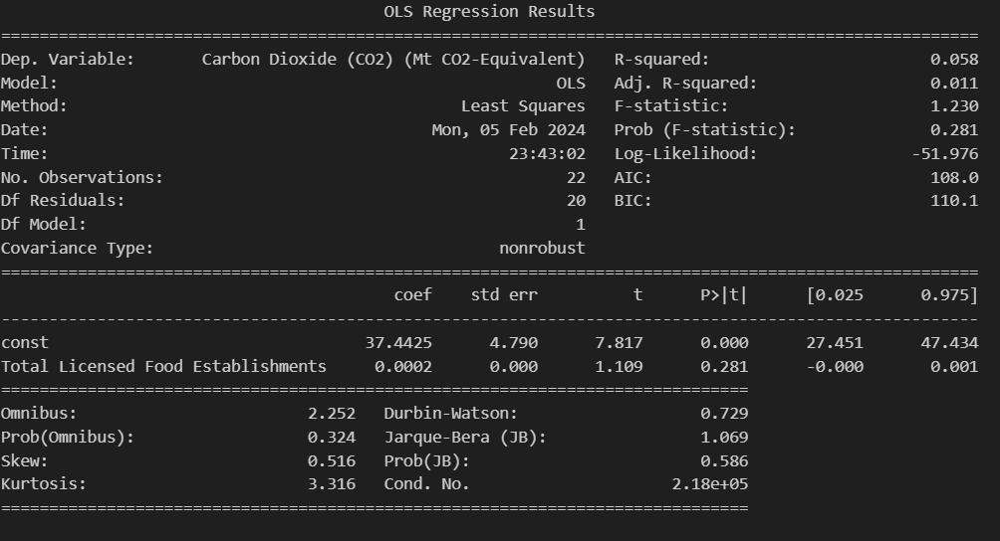 OLS Regression Results
==============================================================================================
Dep. Variable: Carbon Dioxide (CO2) (Mt CO2-Equivalent) R-squared: 0.058
Model: OLS Adj. R-squared: 0.011
Method: Least Squares F-statistic: 1.230
Date: Mon, 05 Feb 2024 Prob (F-statistic): 0.281
Time: 23:43:02 Log-Likelihood: -51.976
No. Observations: 22 AIC: 108.0
Df Residuals: 20 BIC: 110.1
Df Model: 1
Covariance Type: nonrobust
==============================================================================================
coef std err t P>|t| [0.025 0.975]
----------------------------------------------------------------------------------------------
const 37.4425 4.790 7.817 0.000 27.451 47.434
Total Licensed Food Establishments 0.0002 0.000 1.109 0.281 -0.000 0.001
==============================================================================
Omnibus: 2.252 Durbin-Watson: 0.729
Prob(Omnibus): 0.324 Jarque-Bera (JB): 1.069
Skew: 0.516 Prob(JB): 0.586
Kurtosis: 3.316 Cond. No. 2.18e+05
==============================================================================